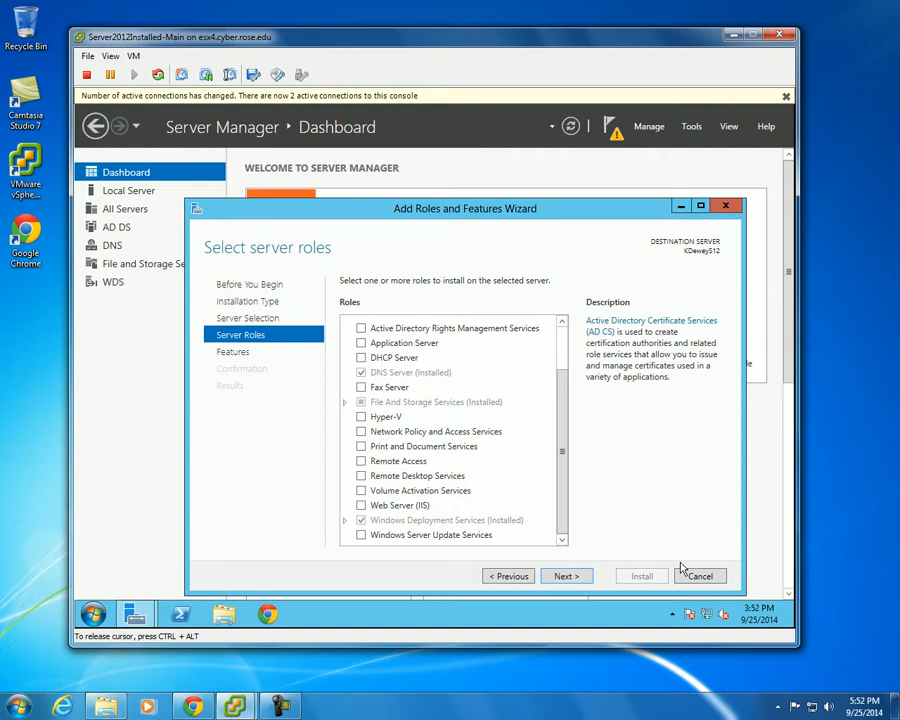 Recycle Bin
Camtasia
Studio 7
VMware
vSphe...
Google
Chrome
Server2012Installed-Main on esx4.cyber.rose.edu
File View VM
Number of active connections has changed. There are now 2 active connections to this console
Server Manager Dashboard
Manage Tools View Help
Dashboard
Local Server
All Servers
AD DS
DNS
File and Storage Se
WDS
WELCOME TO SERVER MANAGER
Add Roles and Features Wizard
Select server roles
DESTINATION SERVER
KDeweyS12
Before You Begin
Installation Type
Server Selection
Server Roles
Features
Confirmation
Results
Select one or more roles to install on the selected server.
Roles
Active Directory Rights Management Services
Application Server
DHCP Server
DNS Server (Installed)
Fax Server
File And Storage Services (Installed)
Hyper-V
Network Policy and Access Services
Print and Document Services
Remote Access
Remote Desktop Services
Volume Activation Services
Web Server (IIS)
Windows Deployment Services (Installed)
Windows Server Update Services
Description
Active Directory Certificate Services
(AD CS) is used to create
certification authorities and related
role services that allow you to issue
and manage certificates used in a
variety of applications.
< Previous
Next >
Install
Cancel
3:52 PM
9/25/2014
To release cursor, press CTRL + ALT
5:52 PM
9/25/2014